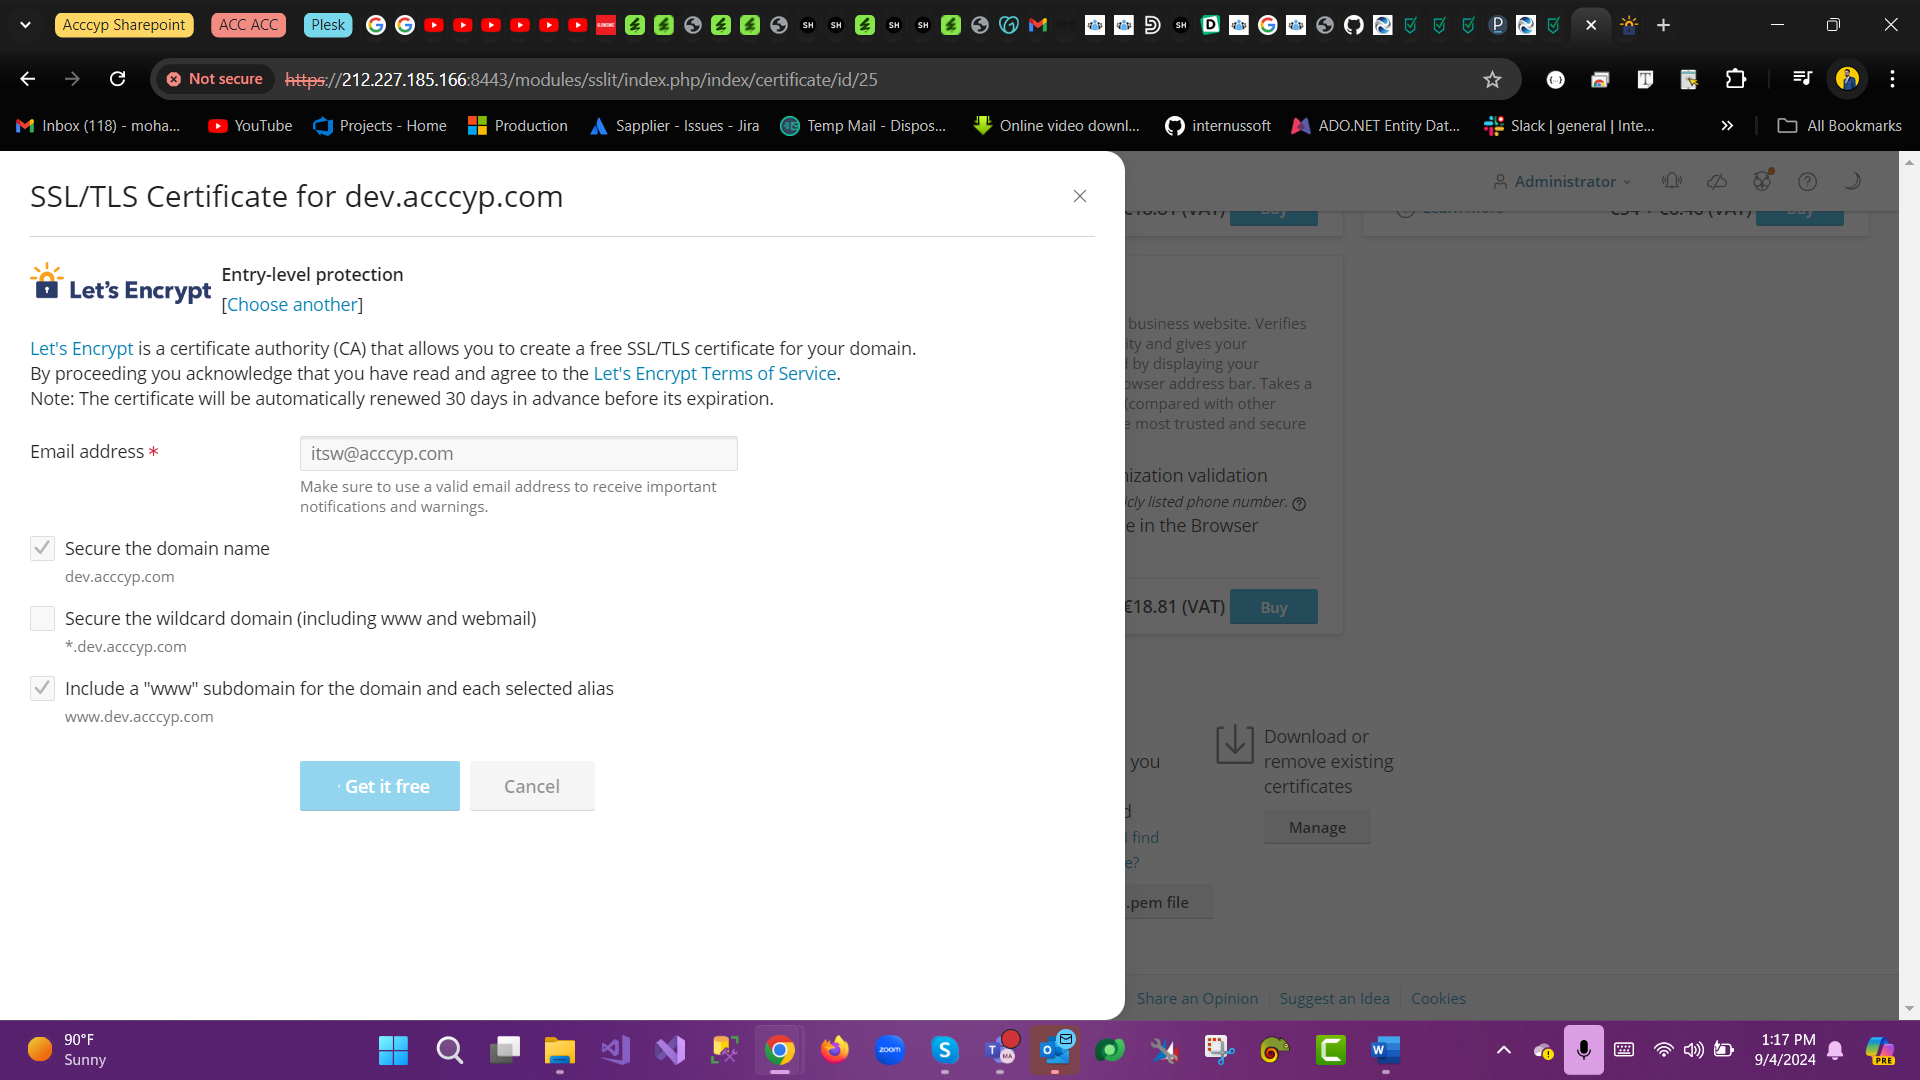 Acccyp Sharepoint
ACC ACC
Plesk
Not secure
https://212.227.185.166:8443/modules/sslit/index.php/index/certificate/id/25
Inbox (118) - moha...
YouTube
Projects - Home
Production
Sapplier - Issues - Jira
Temp Mail - Dispos...
Online video downl...
internussoft
ADO.NET Entity Dat...
Slack | general | Inte...
All Bookmarks
SSL/TLS Certificate for dev.acccyp.com
Administrator
Let's Encrypt
Entry-level protection
[Choose another]
Let's Encrypt is a certificate authority (CA) that allows you to create a free SSL/TLS certificate for your domain.
By proceeding you acknowledge that you have read and agree to the Let's Encrypt Terms of Service.
Note: The certificate will be automatically renewed 30 days in advance before its expiration.
Email address *
itsw@acccyp.com
Make sure to use a valid email address to receive important
notifications and warnings.
Secure the domain name
dev.acccyp.com
Secure the wildcard domain (including www and webmail)
*.dev.acccyp.com
Include a "www" subdomain for the domain and each selected alias
www.dev.acccyp.com
Get it free
Cancel
business website. Verifies
ity and gives your
by displaying your
owser address bar. Takes a
(compared with other
e most trusted and secure
nization validation
icly listed phone number.
e in the Browser
€18.81 (VAT)
Buy
you
d
find
e?
.pem file
Download or
remove existing
certificates
Manage
Share an Opinion
Suggest an Idea
Cookies
90°F
Sunny
zoom
1:17 PM
9/4/2024
PRE